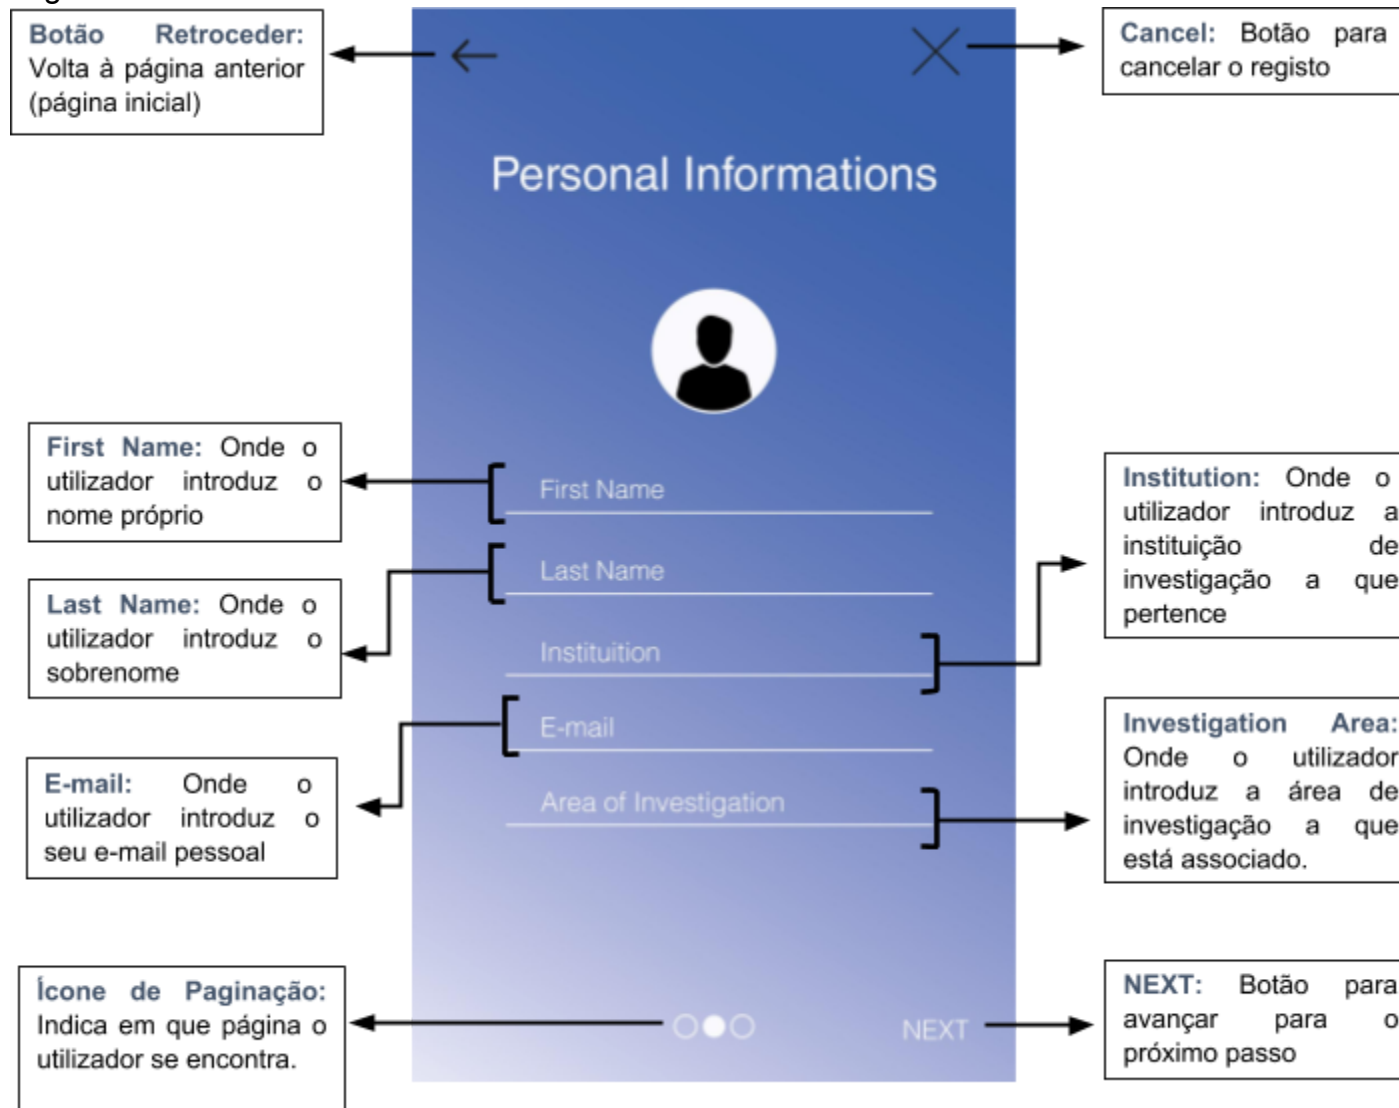 Botão Retroceder:
Volta à página anterior
(página inicial)
Cancel: Botão para
cancelar o registo
Personal Informations
First Name: Onde o
utilizador introduz o
nome próprio
First Name
Last Name
Instituition
E-mail
Area of Investigation
Last Name: Onde o
utilizador introduz o
sobrenome
E-mail: Onde o
utilizador introduz o
seu e-mail pessoal
Institution: Onde o
utilizador introduz a
instituição de
investigação a que
pertence
Investigation Area:
Onde o utilizador
introduz a área de
investigação a que
está associado.
Ícone de Paginação:
Indica em que página o
utilizador se encontra.
NEXT
NEXT: Botão para
avançar para o
próximo passo